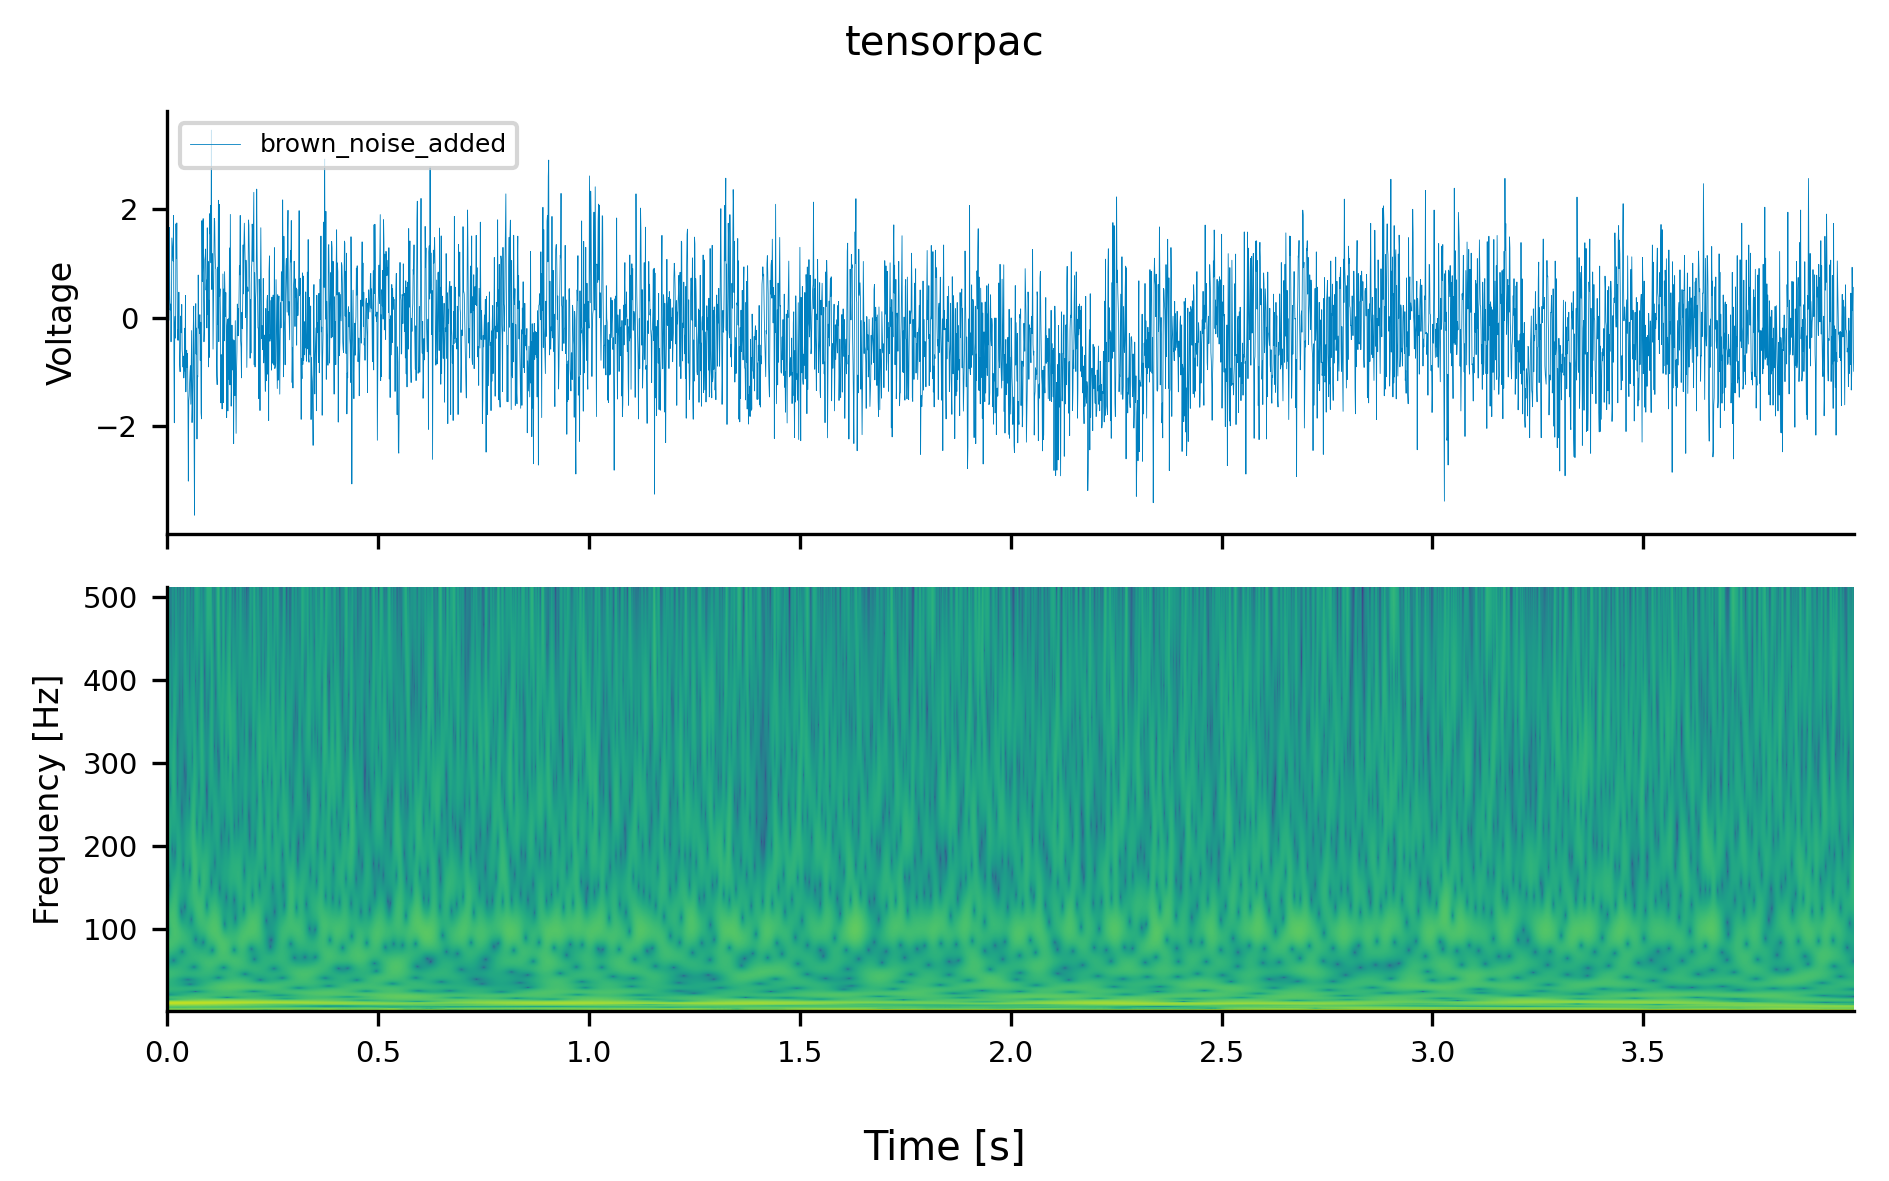 tensorpac
brown_noise_added
Voltage
2
0
−2
Frequency [Hz]
500
400
300
200
100
0.0 0.5 1.0 1.5 2.0 2.5 3.0 3.5
Time [s]